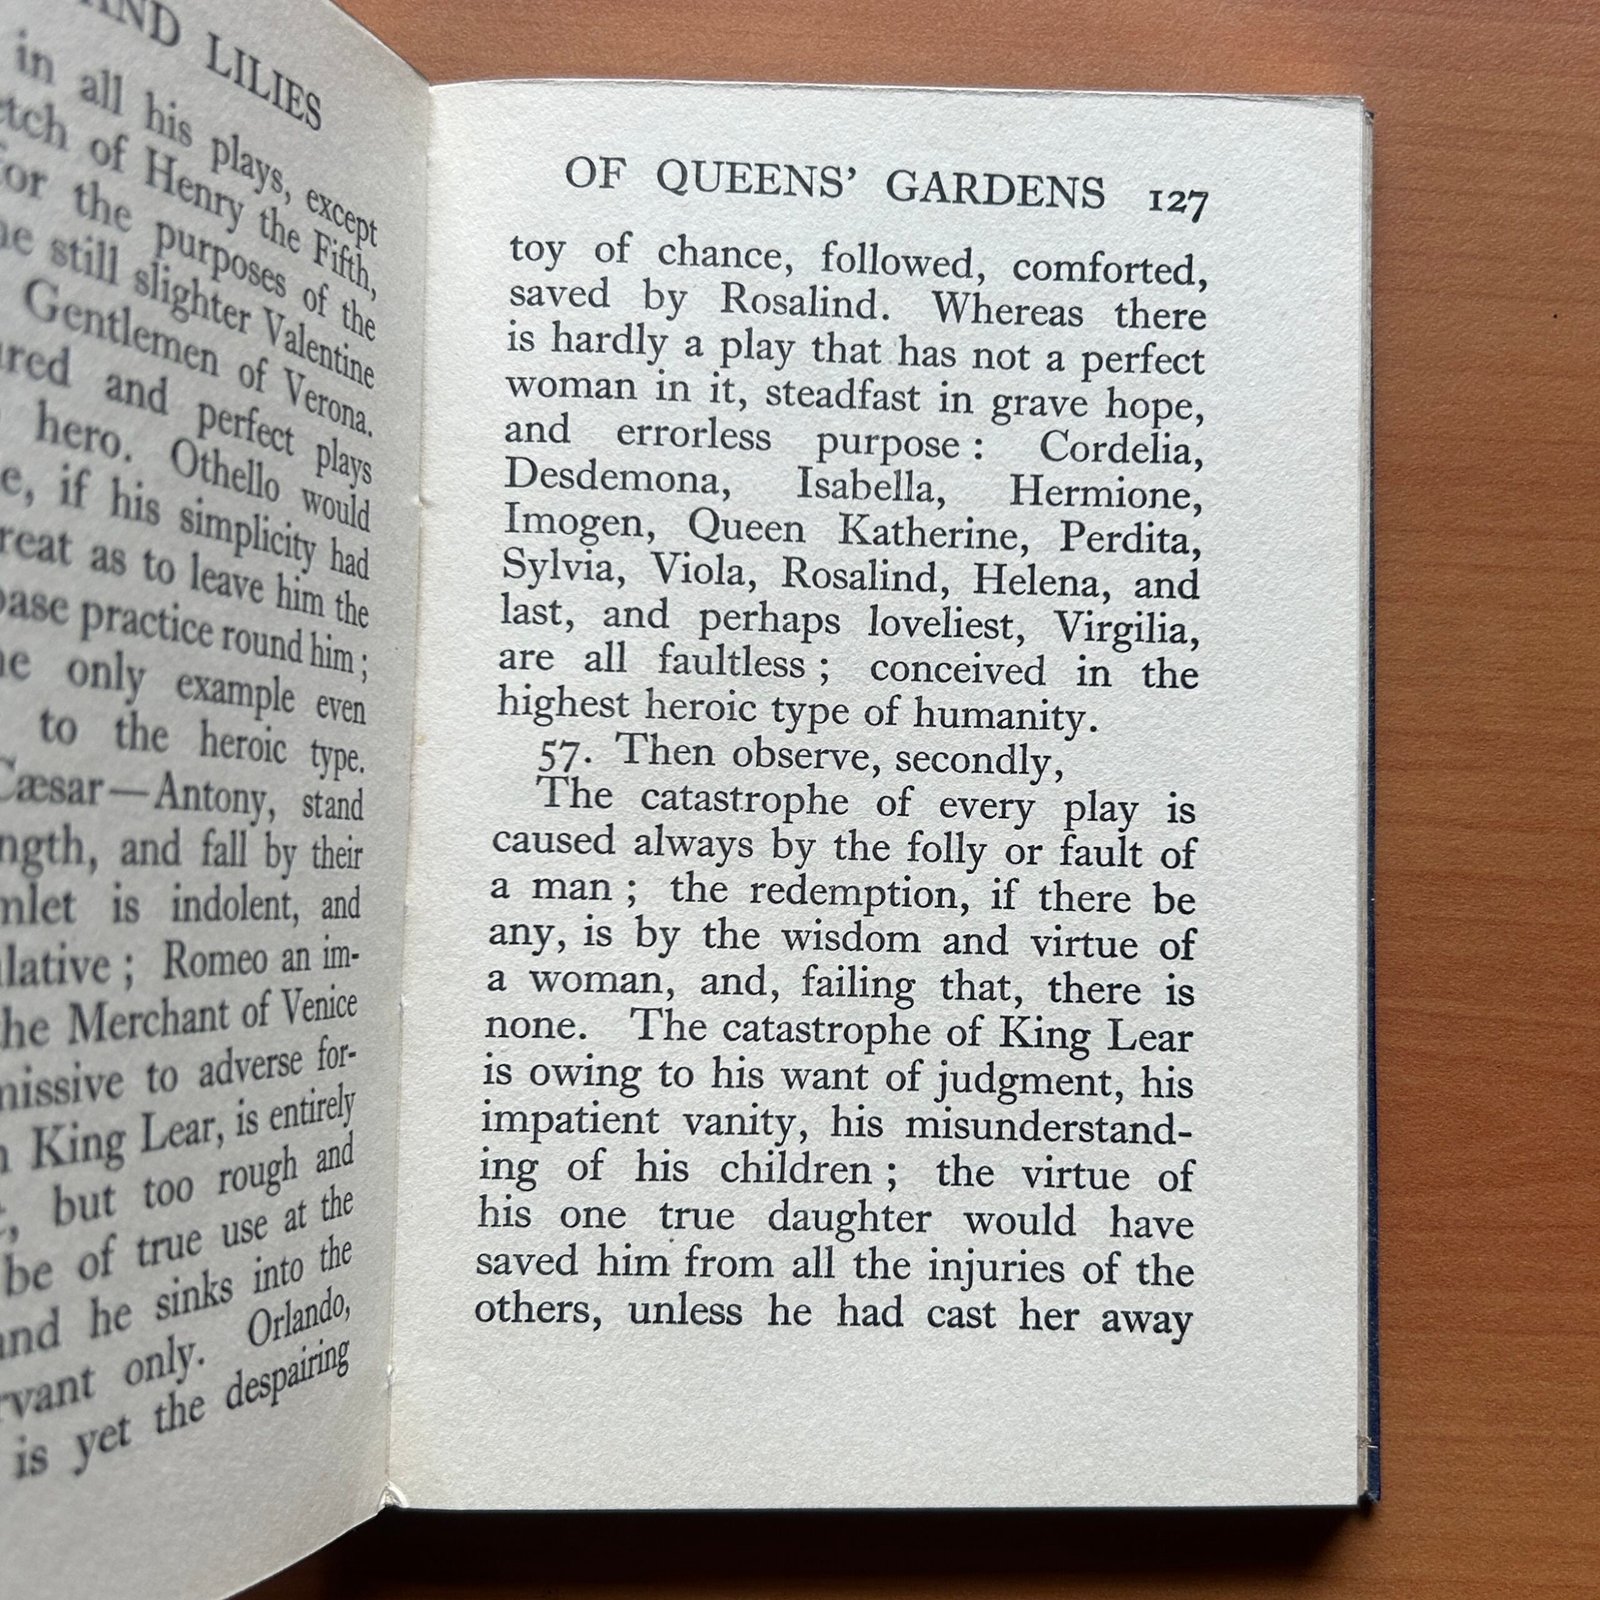 AND LILIES
in all his plays, except
of Henry the Fifth,
for the purposes of the
still slighter Valentine
Gentlemen of Verona.
and perfect plays
hero. Othello would
if his simplicity had
as to leave him the
practice round him ;
only example even
to the heroic type.
Cæsar—Antony, stand
and fall by their
is indolent, and
Romeo an im-
the Merchant of Venice
to adverse for-
King Lear, is entirely
but too rough and
be of true use at the
and he sinks into the
only. Orlando,
is yet the despairing
OF QUEENS' GARDENS 127
toy of chance, followed, comforted,
saved by Rosalind. Whereas there
is hardly a play that has not a perfect
woman in it, steadfast in grave hope,
and errorless purpose : Cordelia,
Desdemona, Isabella, Hermione,
Imogen, Queen Katherine, Perdita,
Sylvia, Viola, Rosalind, Helena, and
last, and perhaps loveliest, Virgilia,
are all faultless ; conceived in the
highest heroic type of humanity.
57. Then observe, secondly,
The catastrophe of every play is
caused always by the folly or fault of
a man ; the redemption, if there be
any, is by the wisdom and virtue of
a woman, and, failing that, there is
none. The catastrophe of King Lear
is owing to his want of judgment, his
impatient vanity, his misunderstand-
ing of his children ; the virtue of
his one true daughter would have
saved him from all the injuries of the
others, unless he had cast her away